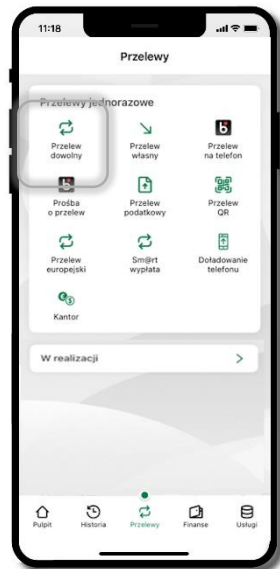 11:18
Przelewy
Przelewy jednorazowe
Przelew
dowolny
Przelew
własny
Przelew
na telefon
Prośba
o przelew
Przelew
podatkowy
Przelew
QR
Przelew
europejski
Sm@rt
wypłata
Doładowanie
telefonu
Kantor
W realizacji
Pulpit
Historia
Przelewy
Finanse
Usługi